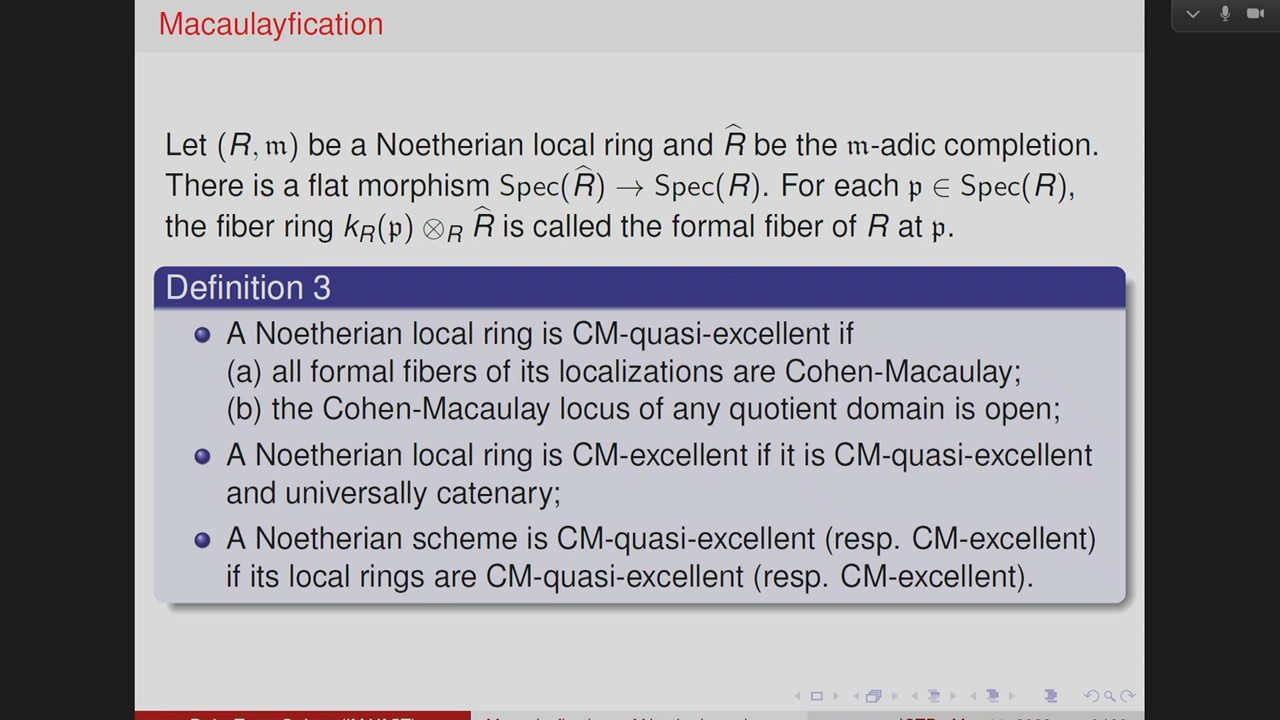 Macaulayfication
Let (R, 𝔪) be a Noetherian local ring and R̂ be the 𝔪-adic completion.
There is a flat morphism Spec(R̂) → Spec(R). For each 𝔭 ∈ Spec(R),
the fiber ring k_R(𝔭) ⊗_R R̂ is called the formal fiber of R at 𝔭.
Definition 3
A Noetherian local ring is CM-quasi-excellent if
(a) all formal fibers of its localizations are Cohen-Macaulay;
(b) the Cohen-Macaulay locus of any quotient domain is open;
A Noetherian local ring is CM-excellent if it is CM-quasi-excellent
and universally catenary;
A Noetherian scheme is CM-quasi-excellent (resp. CM-excellent)
if its local rings are CM-quasi-excellent (resp. CM-excellent).